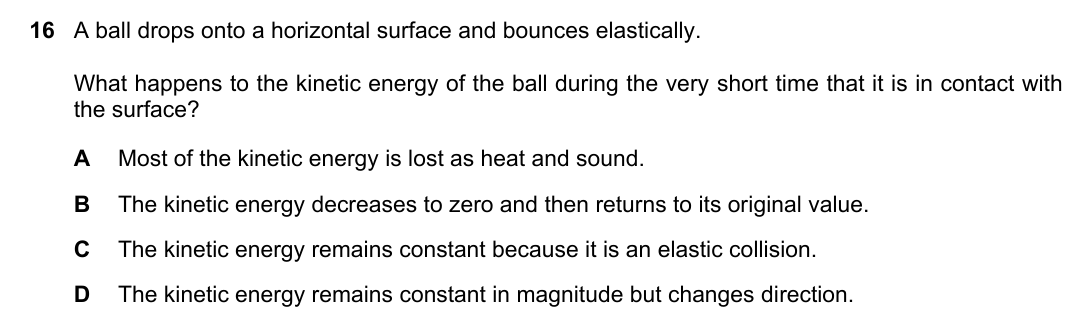 16 A ball drops onto a horizontal surface and bounces elastically.
What happens to the kinetic energy of the ball during the very short time that it is in contact with
the surface?
A Most of the kinetic energy is lost as heat and sound.
B The kinetic energy decreases to zero and then returns to its original value.
C The kinetic energy remains constant because it is an elastic collision.
D The kinetic energy remains constant in magnitude but changes direction.